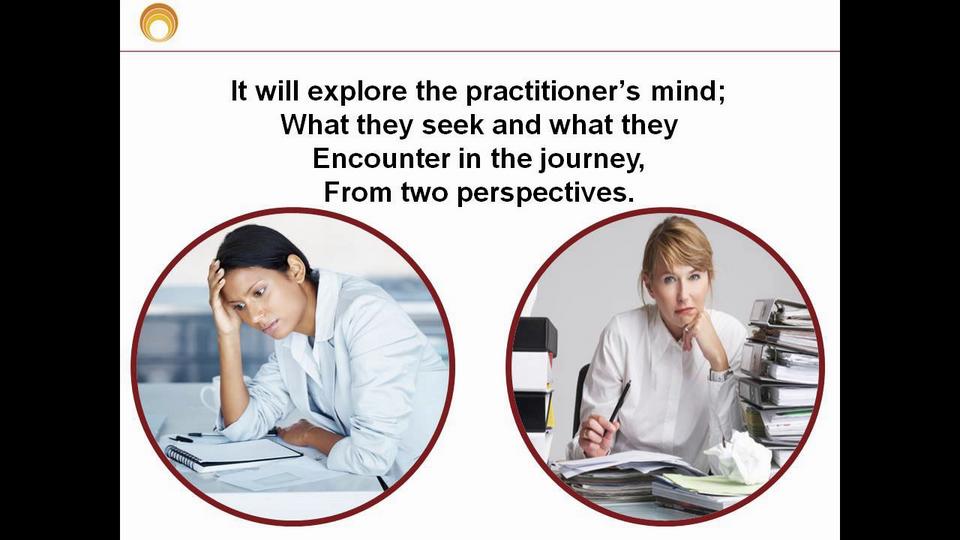 It will explore the practitioner’s mind;
What they seek and what they
Encounter in the journey,
From two perspectives.